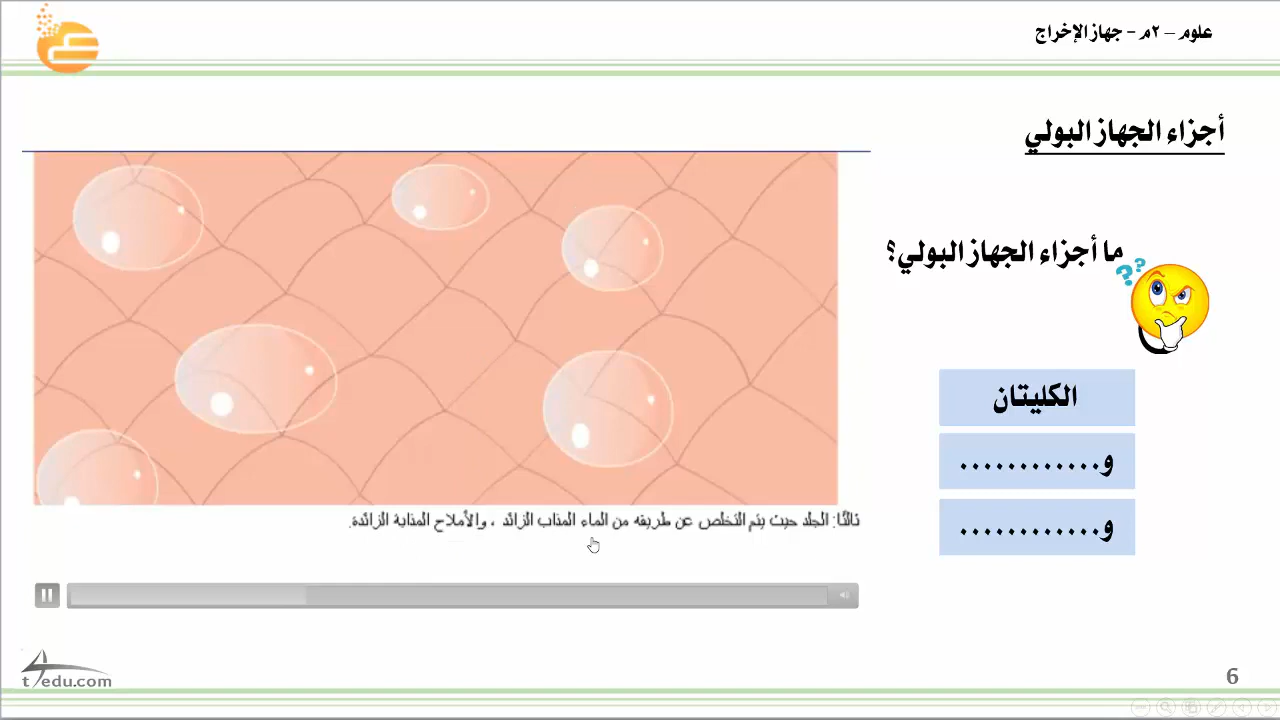 علوم – ٢م – جهاز الإخراج
أجزاء الجهاز البولي
ما أجزاء الجهاز البولي؟
??
الكليتان
و............
و............
ثالثًا: الجلد حيث يتم التخلص عن طريقه من الماء المذاب الزائد ، والأملاح المذابة الزائدة.
t4edu.com
6